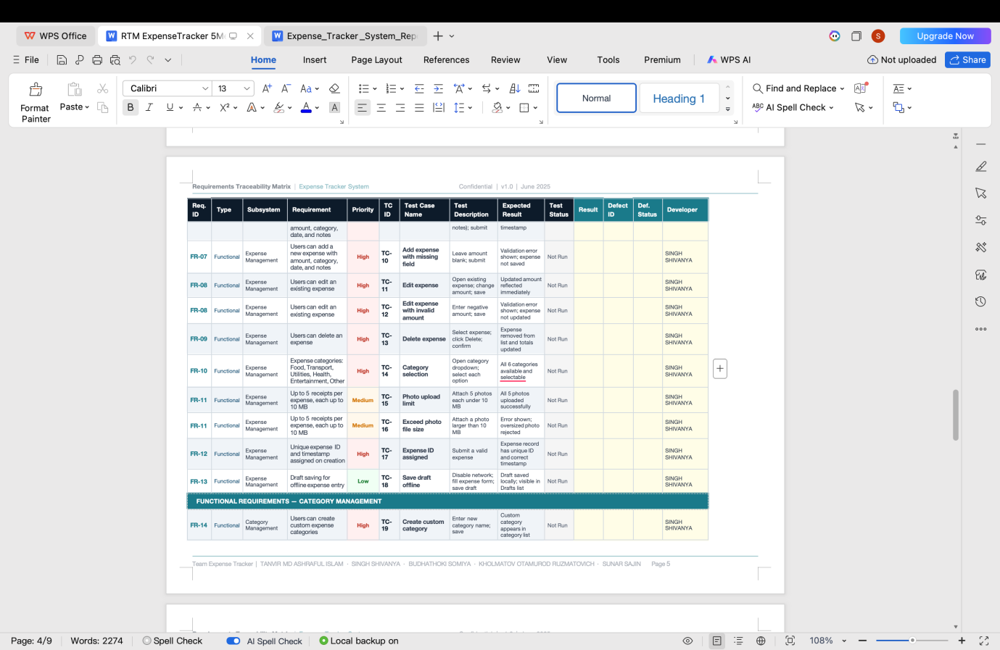 WPS Office
RTM ExpenseTracker 5M
Expense_Tracker_System_Rep
S
Upgrade Now
File
Home
Insert
Page Layout
References
Review
View
Tools
Premium
WPS AI
Not uploaded
Share
Format
Painter
Paste
Calibri
13
Normal
Heading 1
Find and Replace
AI Spell Check
Requirements Traceability Matrix | Expense Tracker System
Confidential | v1.0 | June 2025
Req. ID Type Subsystem Requirement Priority TC ID Test Case Name Test Description Expected Result Test Status Result Defect ID Def. Status Developer
amount, category, date, and notes notes); submit timestamp
FR-07 Functional Expense Management Users can add a new expense with amount, category, date, and notes High TC-10 Add expense with missing field Leave amount blank; submit Validation error shown; expense not saved Not Run SINGH SHIVANYA
FR-08 Functional Expense Management Users can edit an existing expense High TC-11 Edit expense Open existing expense; change amount; save Updated amount reflected immediately Not Run SINGH SHIVANYA
FR-08 Functional Expense Management Users can edit an existing expense High TC-12 Edit expense with invalid amount Enter negative amount; save Validation error shown; expense not updated Not Run SINGH SHIVANYA
FR-09 Functional Expense Management Users can delete an expense High TC-13 Delete expense Select expense; click Delete; confirm Expense removed from list and totals updated Not Run SINGH SHIVANYA
FR-10 Functional Expense Management Expense categories: Food, Transport, Utilities, Health, Entertainment, Other High TC-14 Category selection Open category dropdown; select each option All 6 categories available and selectable Not Run SINGH SHIVANYA
FR-11 Functional Expense Management Up to 5 receipts per expense, each up to 10 MB Medium TC-15 Photo upload limit Attach 5 photos each under 10 MB All 5 photos uploaded successfully Not Run SINGH SHIVANYA
FR-11 Functional Expense Management Up to 5 receipts per expense, each up to 10 MB Medium TC-16 Exceed photo file size Attach a photo larger than 10 MB Error shown; oversized photo rejected Not Run SINGH SHIVANYA
FR-12 Functional Expense Management Unique expense ID and timestamp assigned on creation High TC-17 Expense ID assigned Submit a valid expense Expense record has unique ID and correct timestamp Not Run SINGH SHIVANYA
FR-13 Functional Expense Management Draft saving for offline expense entry Low TC-18 Save draft offline Disable network; fill expense form; save draft Draft saved locally; visible in Drafts list Not Run SINGH SHIVANYA
FUNCTIONAL REQUIREMENTS — CATEGORY MANAGEMENT
FR-14 Functional Category Management Users can create custom expense categories High TC-19 Create custom category Enter new category name; save Custom category appears in category list Not Run SINGH SHIVANYA
Team Expense Tracker | TANVIR MD ASHRAFUL ISLAM · SINGH SHIVANYA · BUDHATHOKI SOMIYA · KHOLMATOV OTAMUROD RUZMATOVICH · SUNAR SAJIN Page 5
Page: 4/9
Words: 2274
Spell Check
AI Spell Check
Local backup on
108%